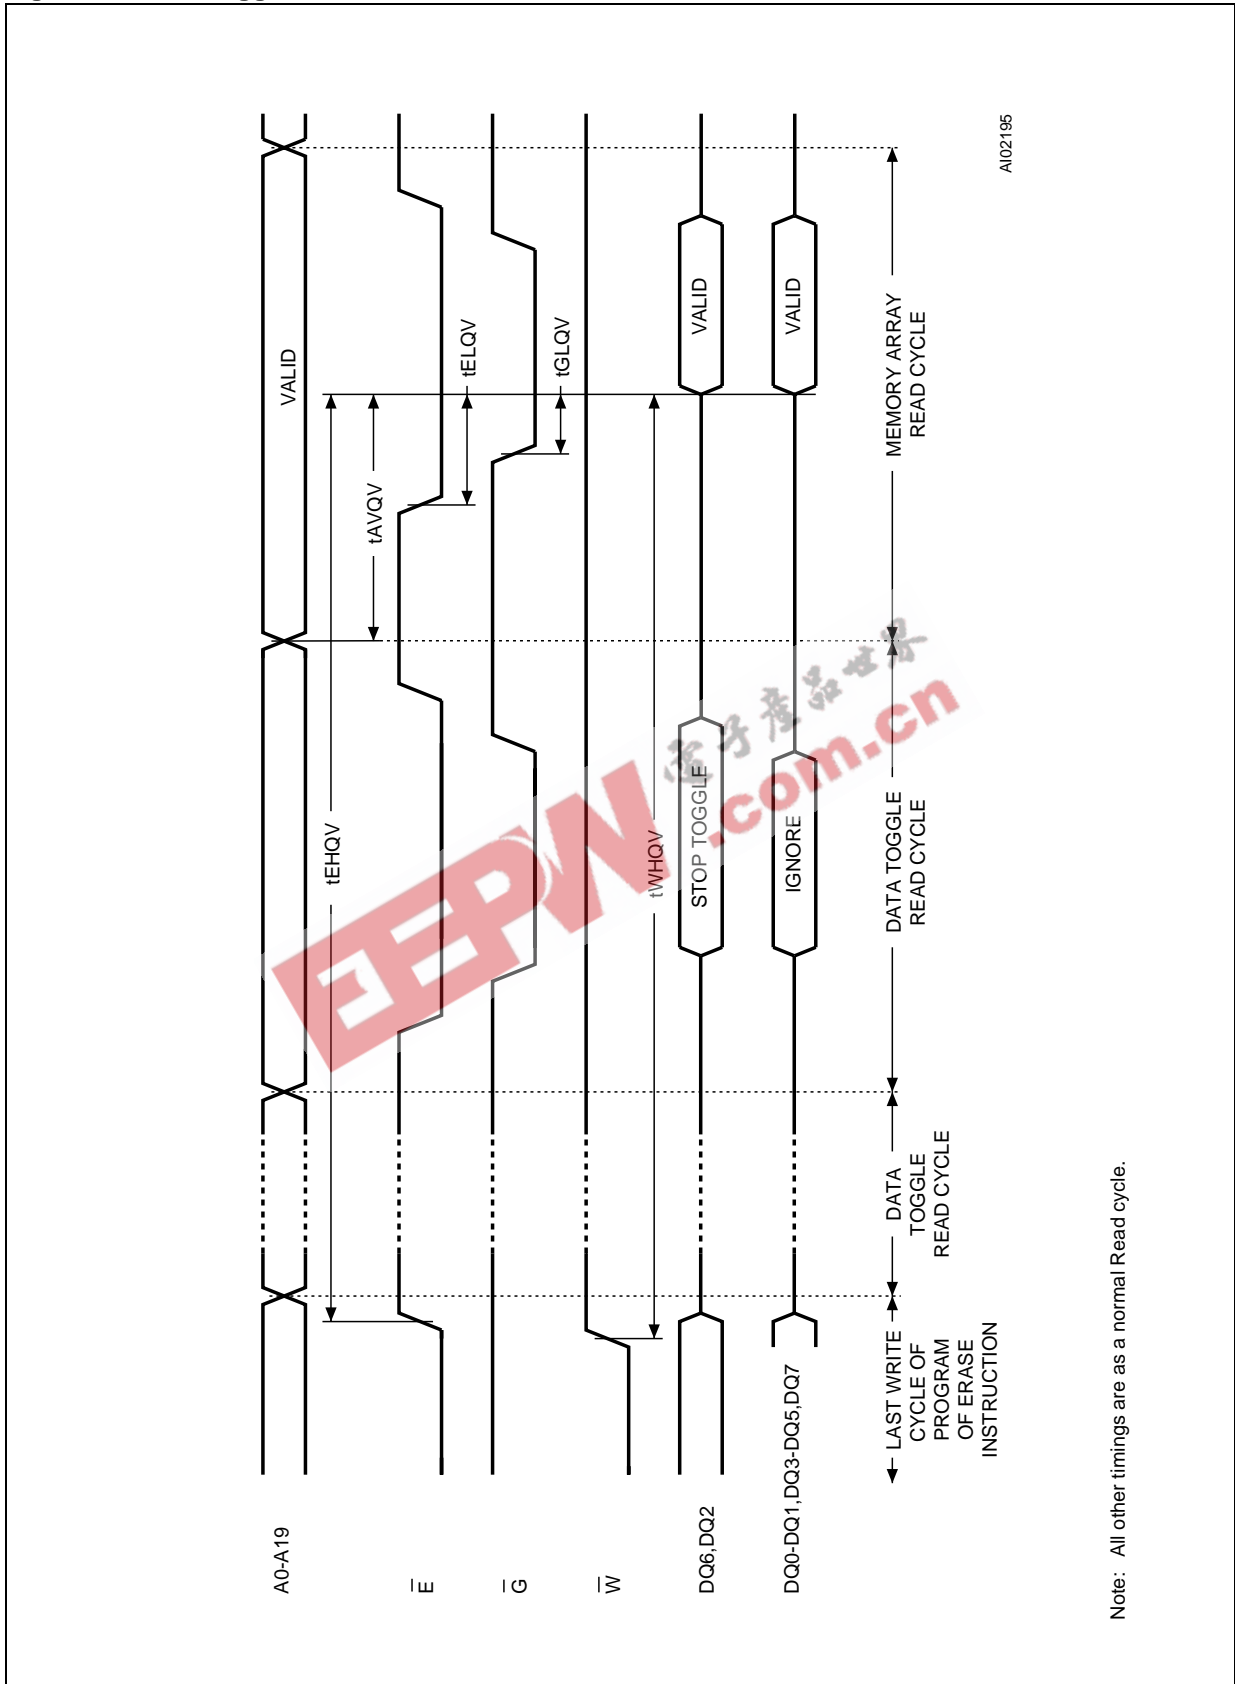 A0-A19
VALID
tEHQV
tAVQV
E
tELQV
G
tGLQV
W
tWHQV
DQ6,DQ2
STOP TOGGLE
VALID
DQ0-DQ1,DQ3-DQ5,DQ7
IGNORE
VALID
LAST WRITE
CYCLE OF
PROGRAM
OF ERASE
INSTRUCTION
DATA
TOGGLE
READ CYCLE
DATA TOGGLE
READ CYCLE
MEMORY ARRAY
READ CYCLE
AI02195
Note: All other timings are as a normal Read cycle.
EEPW
電子產品世界
.com.cn